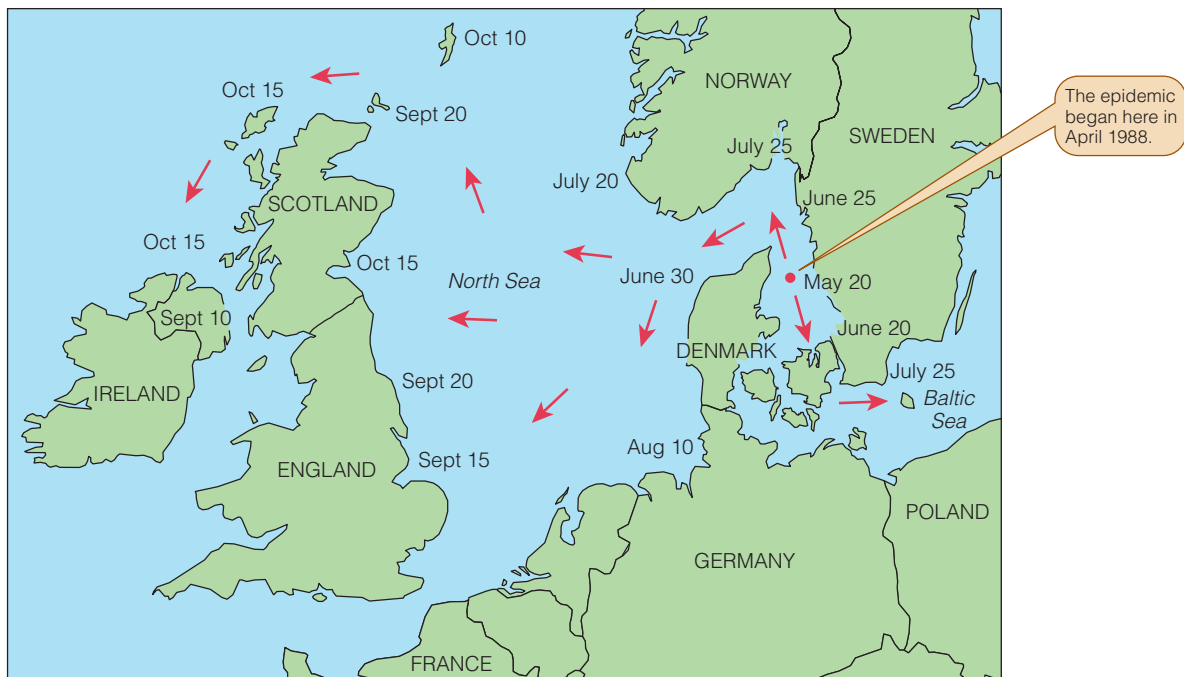 Oct 10
Oct 15
Sept 20
NORWAY
The epidemic
began here in
April 1988.
SWEDEN
July 25
July 20
June 25
SCOTLAND
Oct 15
Oct 15
North Sea
June 30
May 20
Sept 10
June 20
DENMARK
July 25
IRELAND
Sept 20
Baltic
Sea
Aug 10
Sept 15
ENGLAND
POLAND
GERMANY
FRANCE